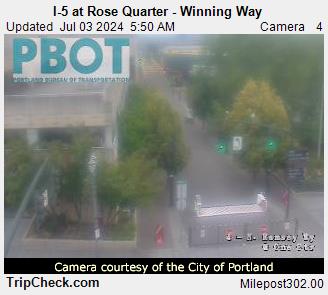 I-5 at Rose Quarter - Winning Way
Updated Jul 03 2024 5:50 AM Camera 4
PBOT
PORTLAND BUREAU OF TRANSPORTATION
Camera courtesy of the City of Portland
TripCheck.com Milepost302.00